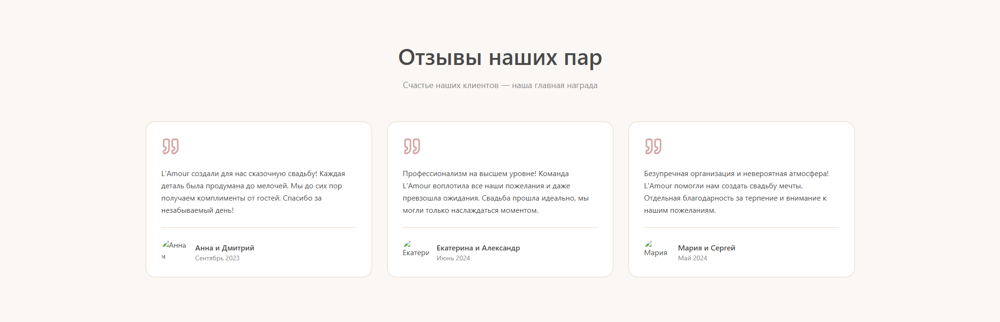 Отзывы наших пар
Счастье наших клиентов — наша главная награда
L'Amour создали для нас сказочную свадьбу! Каждая
деталь была продумана до мелочей. Мы до сих пор
получаем комплименты от гостей. Спасибо за
незабываемый день!
Анна
и
Анна и Дмитрий
Сентябрь 2023
Профессионализм на высшем уровне! Команда
L'Amour воплотила все наши пожелания и даже
превзошла ожидания. Свадьба прошла идеально, мы
могли только наслаждаться моментом.
Екатери
Екатерина и Александр
Июнь 2024
Безупречная организация и невероятная атмосфера!
L'Amour помогли нам создать свадьбу мечты.
Отдельная благодарность за терпение и внимание к
нашим пожеланиям.
Мария
Мария и Сергей
Май 2024